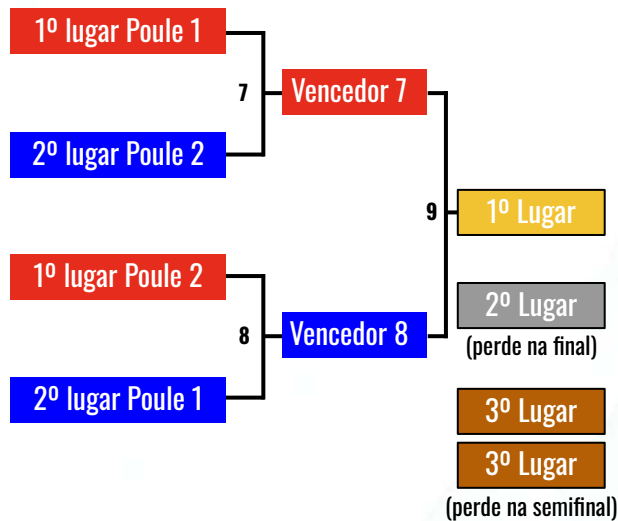 1º lugar Poule 1
7
Vencedor 7
2º lugar Poule 2
9
1º Lugar
1º lugar Poule 2
8
Vencedor 8
2º lugar Poule 1
2º Lugar
(perde na final)
3º Lugar
3º Lugar
(perde na semifinal)